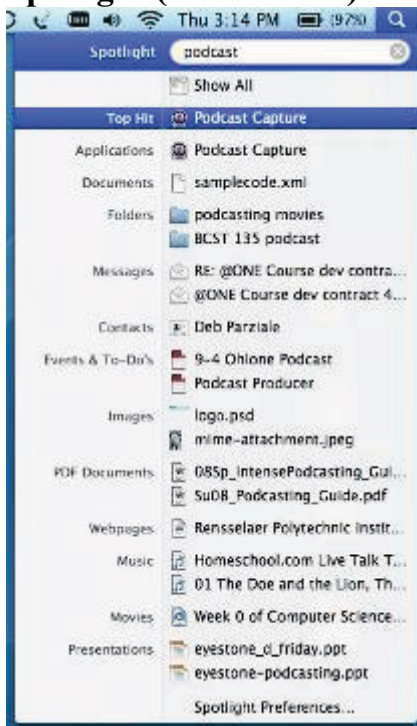 Thu 3:14 PM (97%)
Spotlight podcast
Show All
Top Hit Podcast Capture
Applications Podcast Capture
Documents samplecode.xml
Folders podcasting movies
BCST 135 podcast
Messages RE: @ONE Course dev contra...
@ONE Course dev contract 4...
Contacts Deb Parziale
Events & To-Do's 9-4 Ohlone Podcast
Podcast Producer
Images logo.psd
mime-attachment.jpeg
PDF Documents 08Sp_IntensePodcasting_Gui...
Su08_Podcasting_Guide.pdf
Webpages Rensselaer Polytechnic Instit...
Music Homeschool.com Live Talk T...
01 The Doe and the Lion, Th...
Movies Week 0 of Computer Science...
Presentations eyestone_d_friday.ppt
eyestone-podcasting.ppt
Spotlight Preferences...